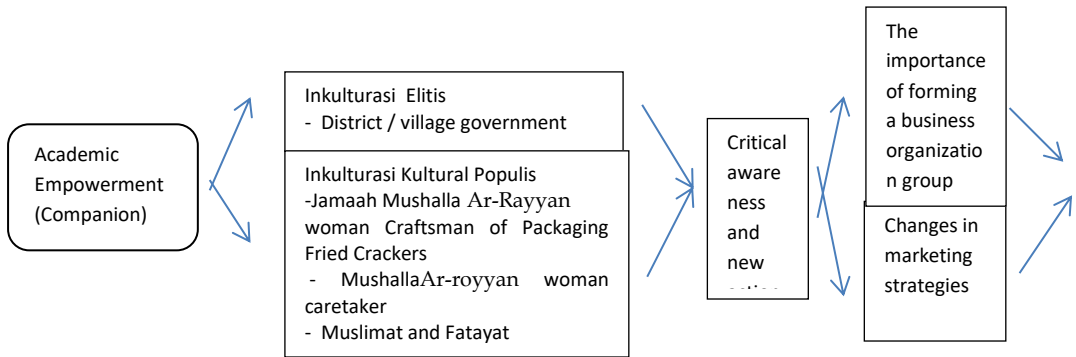 Academic
Empowerment
(Companion)
Inkulturasi Elitis
- District / village government
Inkulturasi Kultural Populis
-Jamaah Mushalla Ar-Rayyan
woman Craftsman of Packaging
Fried Crackers
- MushallaAr-royyan woman
caretaker
- Muslimat and Fatayat
Critical
aware
ness
and
new
The
importance
of forming
a business
organizatio
n group
Changes in
marketing
strategies